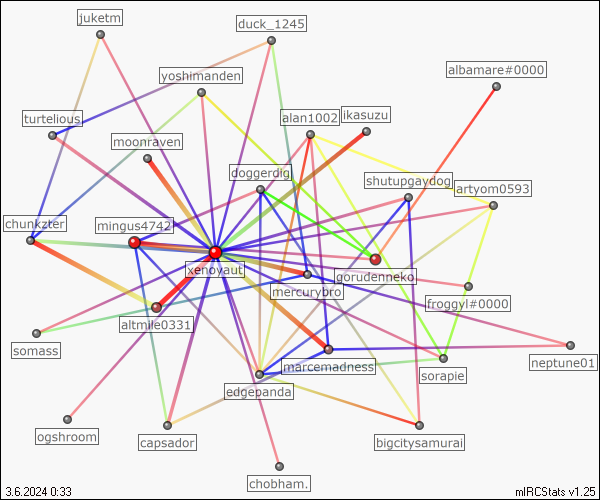 juketm
duck_1245
albamare#0000
yoshimanden
turtelious
alan1002
ikasuzu
moonraven
doggerdig
shutupgaydog
artyom0593
chunkzter
mingus4742
xenoyaut
gorudenneko
mercurybro
froggyl#0000
altmile0331
somass
marcemadness
neptune01
sorapie
edgepanda
ogshroom
capsador
bigcitysamurai
chobham.
3.6.2024 0:33
mIRCStats v1.25